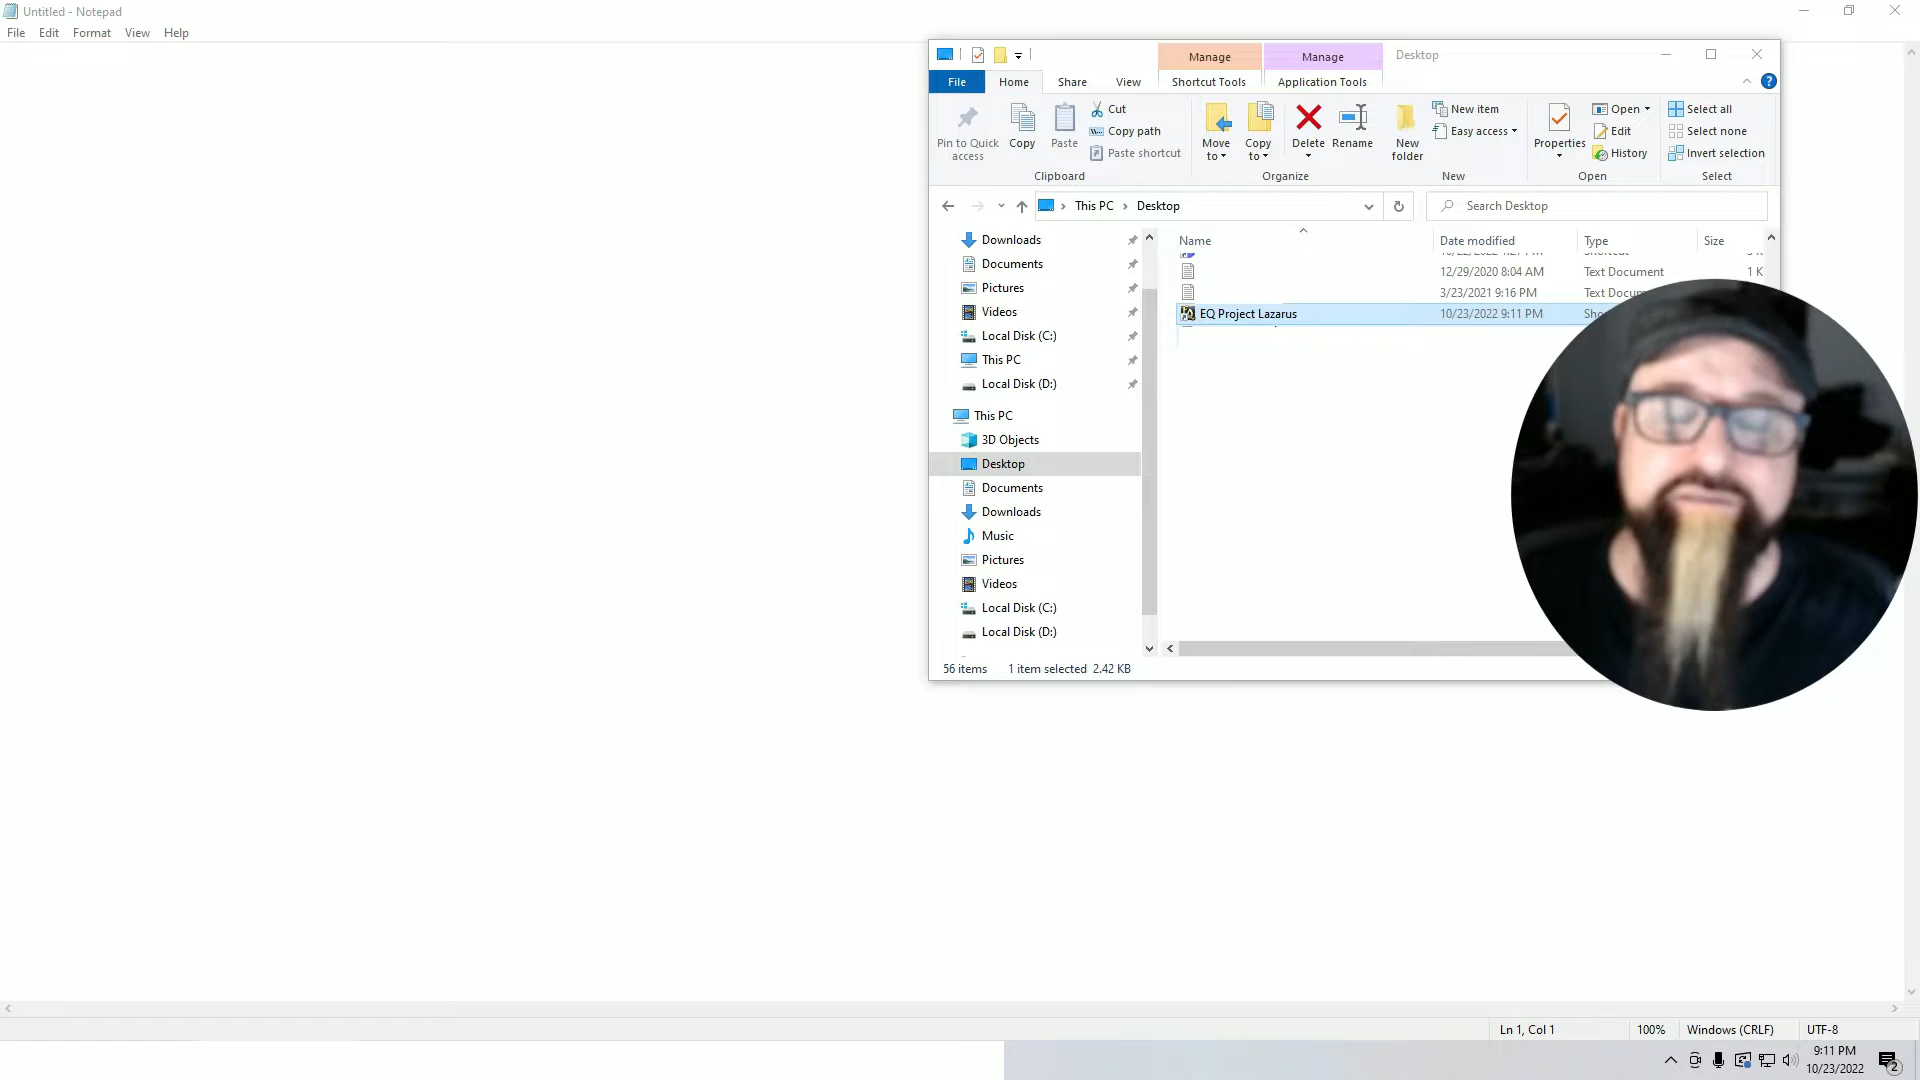 Untitled - Notepad
File Edit Format View Help
Manage Manage Desktop
File Home Share View Shortcut Tools Application Tools
Pin to Quick access
Copy
Paste
Cut
Copy path
Paste shortcut
Clipboard
Move to
Copy to
Delete
Rename
Organize
New folder
New item
Easy access
New
Properties
Open
Edit
History
Open
Select all
Select none
Invert selection
Select
This PC › Desktop
Search Desktop
Downloads
Documents
Pictures
Videos
Local Disk (C:)
This PC
Local Disk (D:)
This PC
3D Objects
Desktop
Documents
Downloads
Music
Pictures
Videos
Local Disk (C:)
Local Disk (D:)
Name Date modified Type Size
12/29/2020 8:04 AM Text Document 1 K
3/23/2021 9:16 PM Text
EQ Project Lazarus 10/23/2022 9:11 PM
56 items 1 item selected 2.42 KB
Ln 1, Col 1 100% Windows (CRLF) UTF-8
9:11 PM
10/23/2022
2